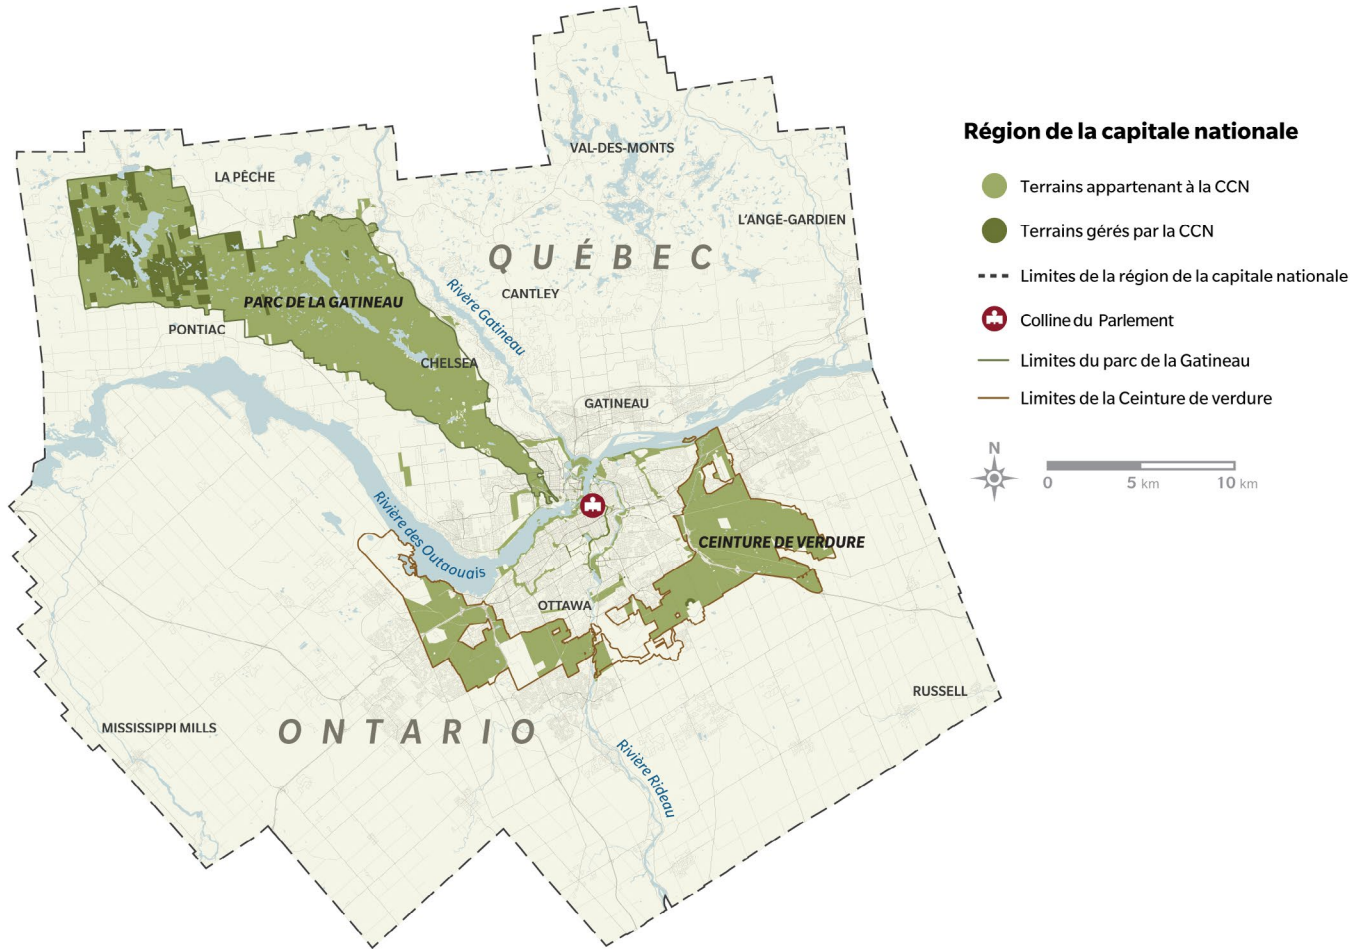 VAL-DES-MONTS
LA PÊCHE
L'ANGE-GARDIEN
QUÉBEC
CANTLEY
Rivère Gatineau
PARC DE LA GATINEAU
PONTIAC
CHELSEA
GATINEAU
Rivière des Outaouais
CEINTURE DE VERDURE
OTTAWA
RUSSELL
MISSISSIPPI MILLS
ONTARIO
Rivière Rideau
Région de la capitale nationale
Terrains appartenant à la CCN
Terrains gérés par la CCN
Limites de la région de la capitale nationale
Colline du Parlement
Limites du parc de la Gatineau
Limites de la Ceinture de verdure
N
0 5 km 10 km